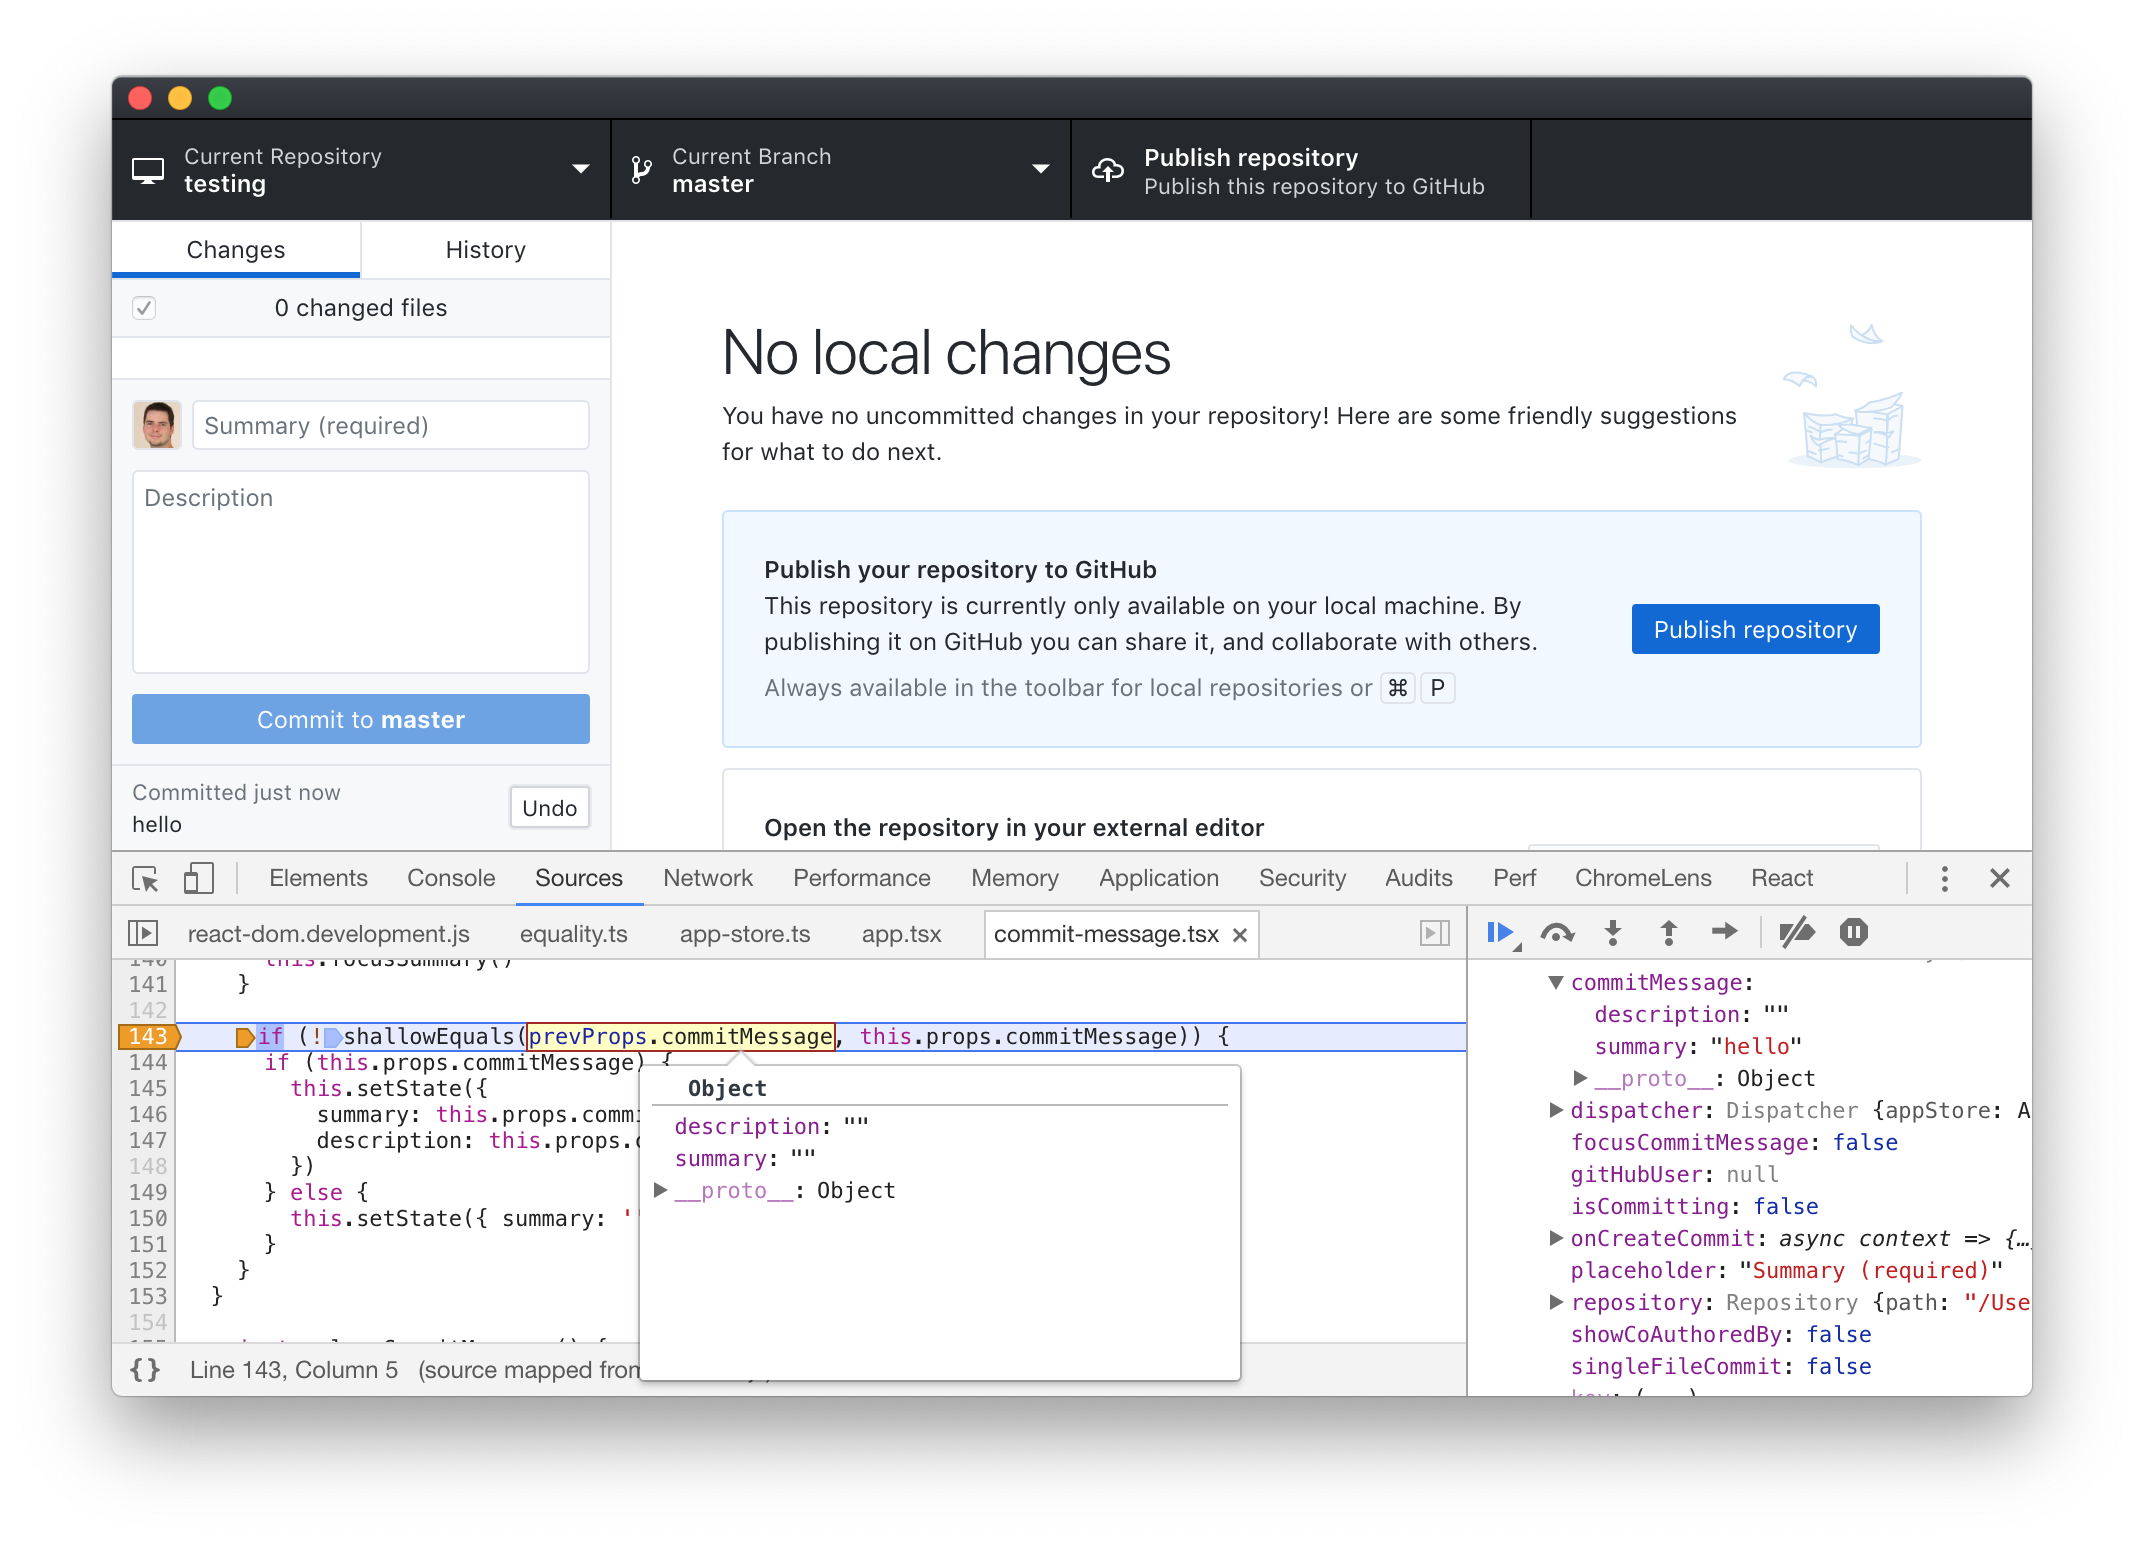 Current Repository
testing
Current Branch
master
Publish repository
Publish this repository to GitHub
Changes
History
0 changed files
Summary (required)
Description
Commit to master
Committed just now
hello
Undo
No local changes
You have no uncommitted changes in your repository! Here are some friendly suggestions
for what to do next.
Publish your repository to GitHub
This repository is currently only available on your local machine. By
publishing it on GitHub you can share it, and collaborate with others.
Always available in the toolbar for local repositories or ⌘ P
Publish repository
Open the repository in your external editor
Elements Console Sources Network Performance Memory Application Security Audits Perf ChromeLens React
react-dom.development.js equality.ts app-store.ts app.tsx commit-message.tsx ×
140 this.focusSummary()
141 }
142
143 if (!shallowEquals(prevProps.commitMessage, this.props.commitMessage)) {
144 if (this.props.commitMessage) {
145 this.setState({
146 summary: this.props.commi
147 description: this.props.c
148 })
149 } else {
150 this.setState({ summary: '
151 }
152 }
153 }
154
Object
description: ""
summary: ""
__proto__: Object
{} Line 143, Column 5 (source mapped from
commitMessage:
description: ""
summary: "hello"
__proto__: Object
dispatcher: Dispatcher {appStore: A
focusCommitMessage: false
gitHubUser: null
isCommitting: false
onCreateCommit: async context => {…
placeholder: "Summary (required)"
repository: Repository {path: "/Use
showCoAuthoredBy: false
singleFileCommit: false